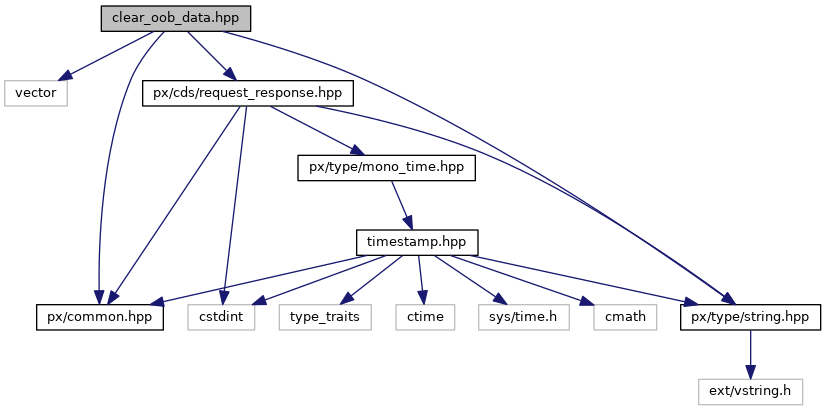 clear_oob_data.hpp
vector
px/cds/request_response.hpp
px/type/mono_time.hpp
timestamp.hpp
px/common.hpp
cstdint
type_traits
ctime
sys/time.h
cmath
px/type/string.hpp
ext/vstring.h